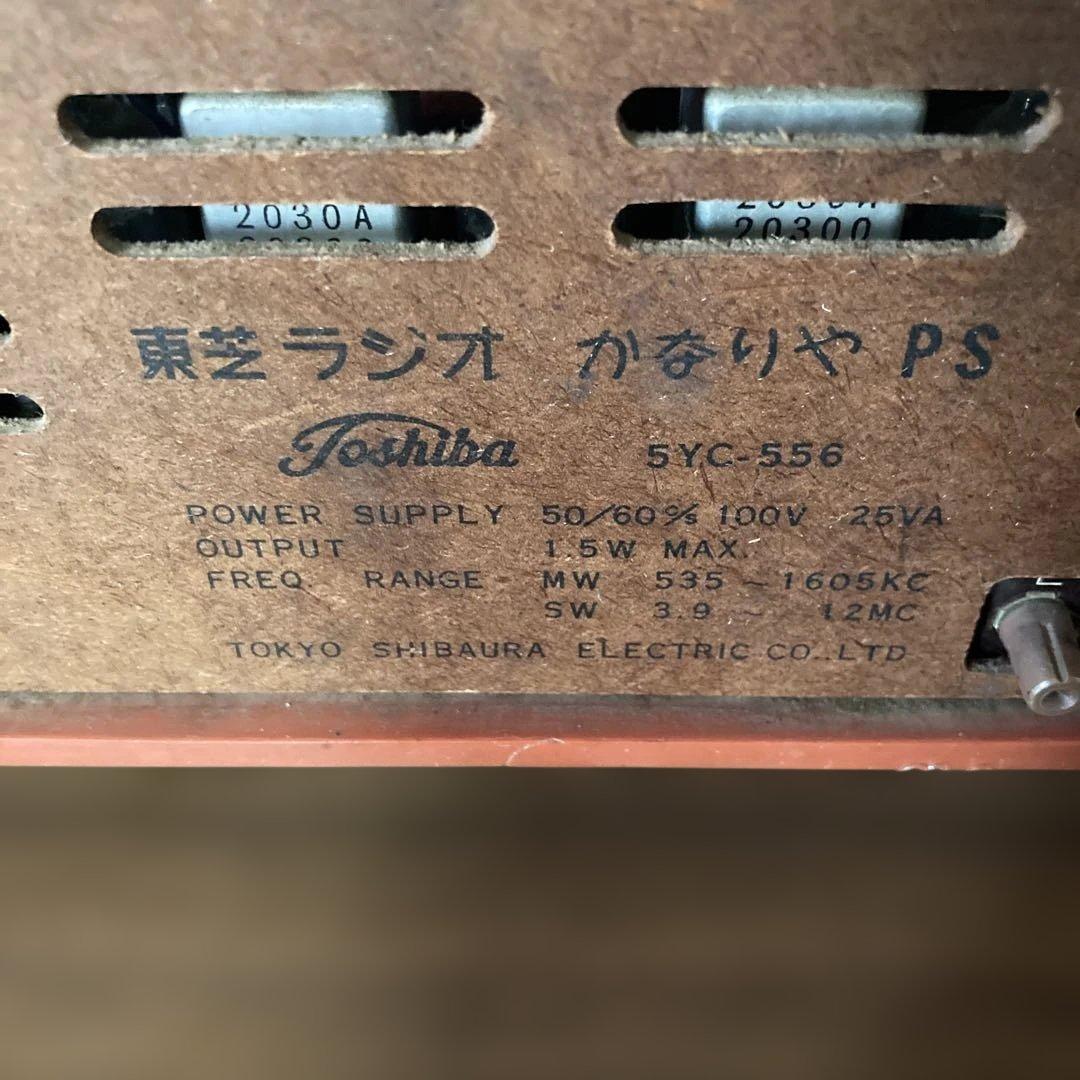 2030A
20300
東芝ラジオ かなりや PS
Toshiba 5YC-556
POWER SUPPLY 50/60% 100V 25VA
OUTPUT 1.5W MAX.
FREQ. RANGE MW 535 ~ 1605KC
SW 3.9 ~ 12MC
TOKYO SHIBAURA ELECTRIC CO.,LTD